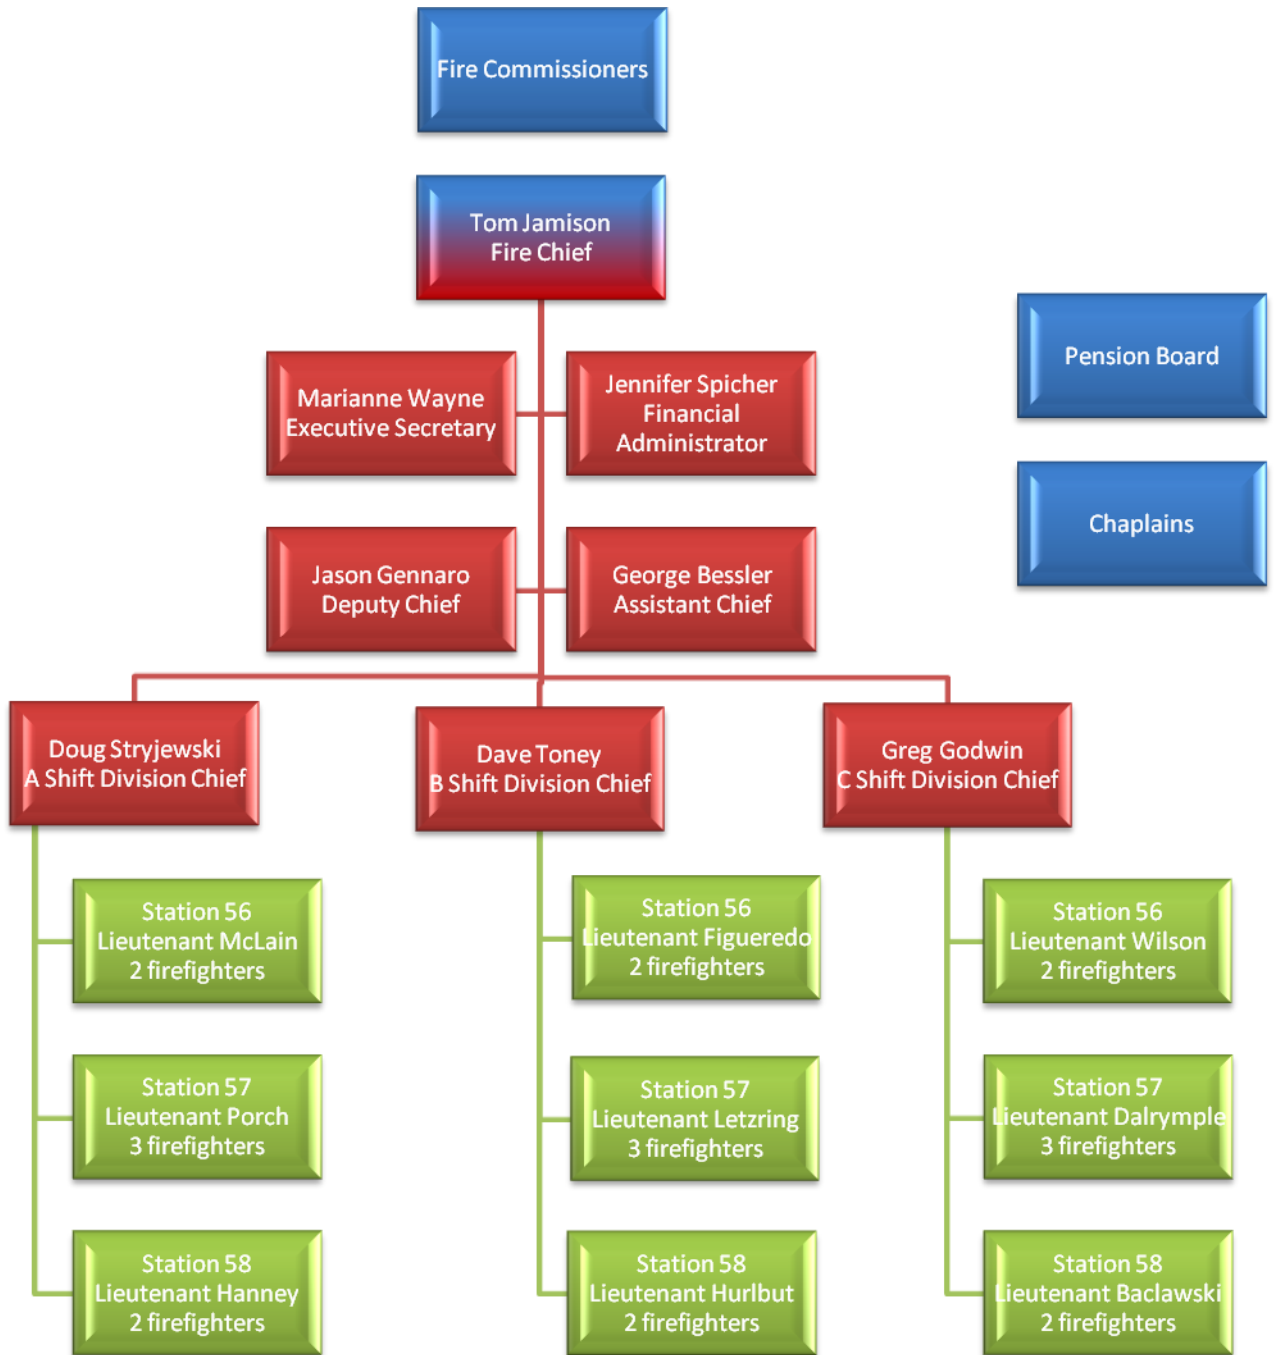 Fire Commissioners
Tom Jamison
Fire Chief
Pension Board
Marianne Wayne
Executive Secretary
Jennifer Spicher
Financial
Administrator
Chaplains
Jason Gennaro
Deputy Chief
George Bessler
Assistant Chief
Doug Stryjewski
A Shift Division Chief
Dave Toney
B Shift Division Chief
Greg Godwin
C Shift Division Chief
Station 56
Lieutenant McLain
2 firefighters
Station 56
Lieutenant Figueredo
2 firefighters
Station 56
Lieutenant Wilson
2 firefighters
Station 57
Lieutenant Porch
3 firefighters
Station 57
Lieutenant Letzring
3 firefighters
Station 57
Lieutenant Dalrymple
3 firefighters
Station 58
Lieutenant Hanney
2 firefighters
Station 58
Lieutenant Hurlbut
2 firefighters
Station 58
Lieutenant Baclawski
2 firefighters